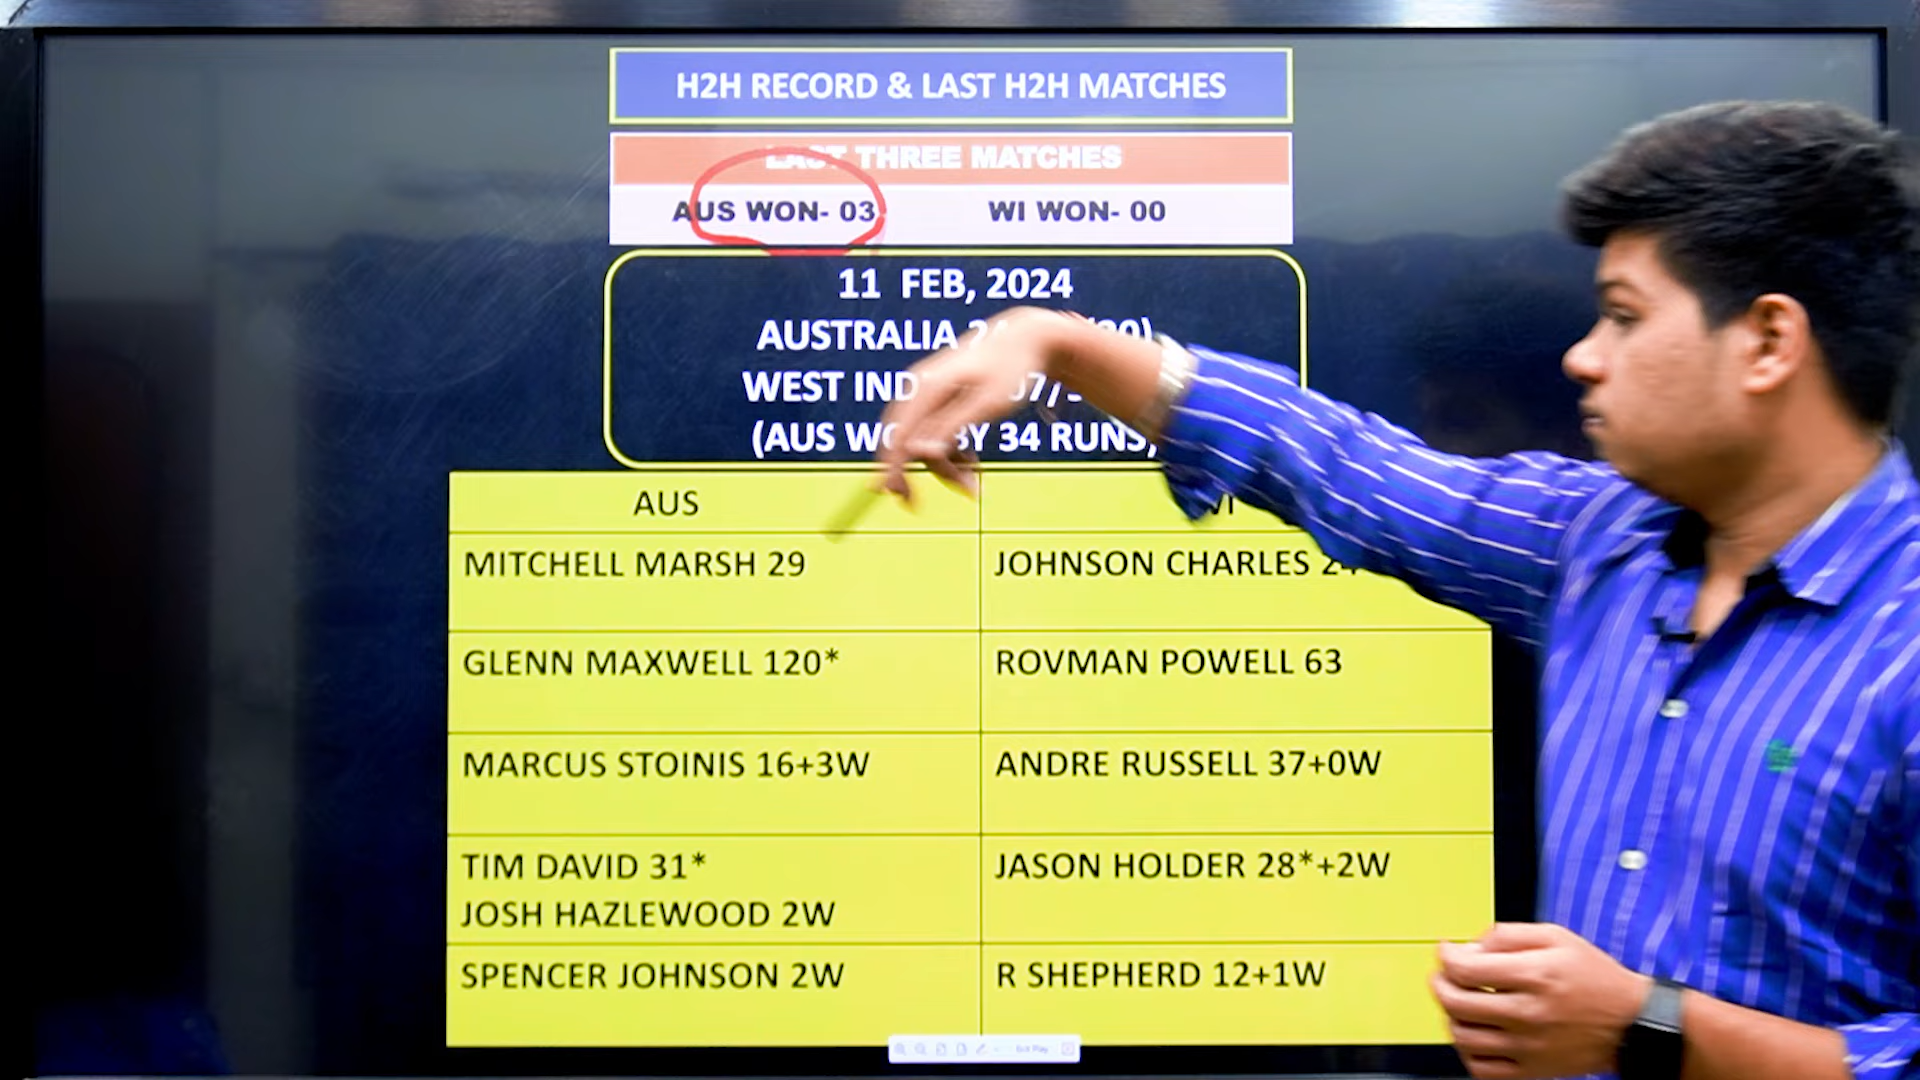 H2H RECORD & LAST H2H MATCHES
LAST THREE MATCHES
AUS WON- 03 WI WON- 00
11 FEB, 2024
AUSTRALIA
WEST
(AUS BY 34 RUNS)
AUS
MITCHELL MARSH 29 JOHNSON CHARLES
GLENN MAXWELL 120* ROVMAN POWELL 63
MARCUS STOINIS 16+3W ANDRE RUSSELL 37+0W
TIM DAVID 31* JASON HOLDER 28*+2W
JOSH HAZLEWOOD 2W
SPENCER JOHNSON 2W R SHEPHERD 12+1W